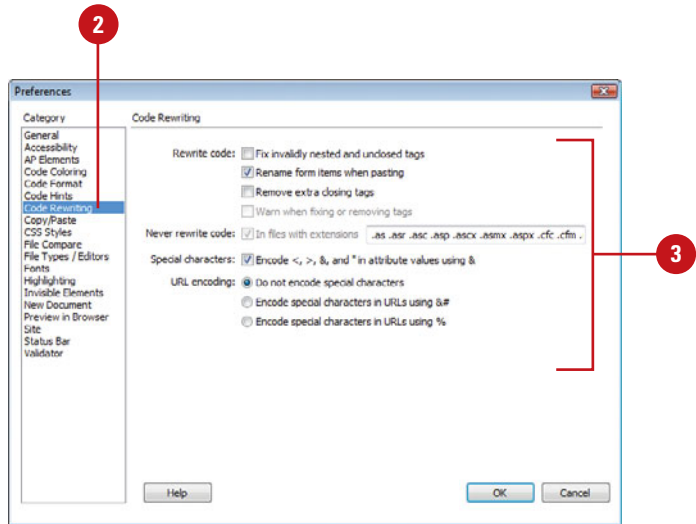 2
Preferences
Category
Code Rewriting
General
Accessibility
AP Elements
Code Coloring
Code Format
Code Hints
Code Rewriting
Copy/Paste
CSS Styles
File Compare
File Types / Editors
Fonts
Highlighting
Invisible Elements
New Document
Preview in Browser
Site
Status Bar
Validator
Rewrite code: Fix invalidly nested and unclosed tags
Rename form items when pasting
Remove extra closing tags
Warn when fixing or removing tags
Never rewrite code: In files with extensions .as .asr .asc .asp .ascx .asmx .aspx .cfc .cfm .
Special characters: Encode <, >, &, and " in attribute values using &
URL encoding: Do not encode special characters
Encode special characters in URLs using &#
Encode special characters in URLs using %
3
Help
OK
Cancel